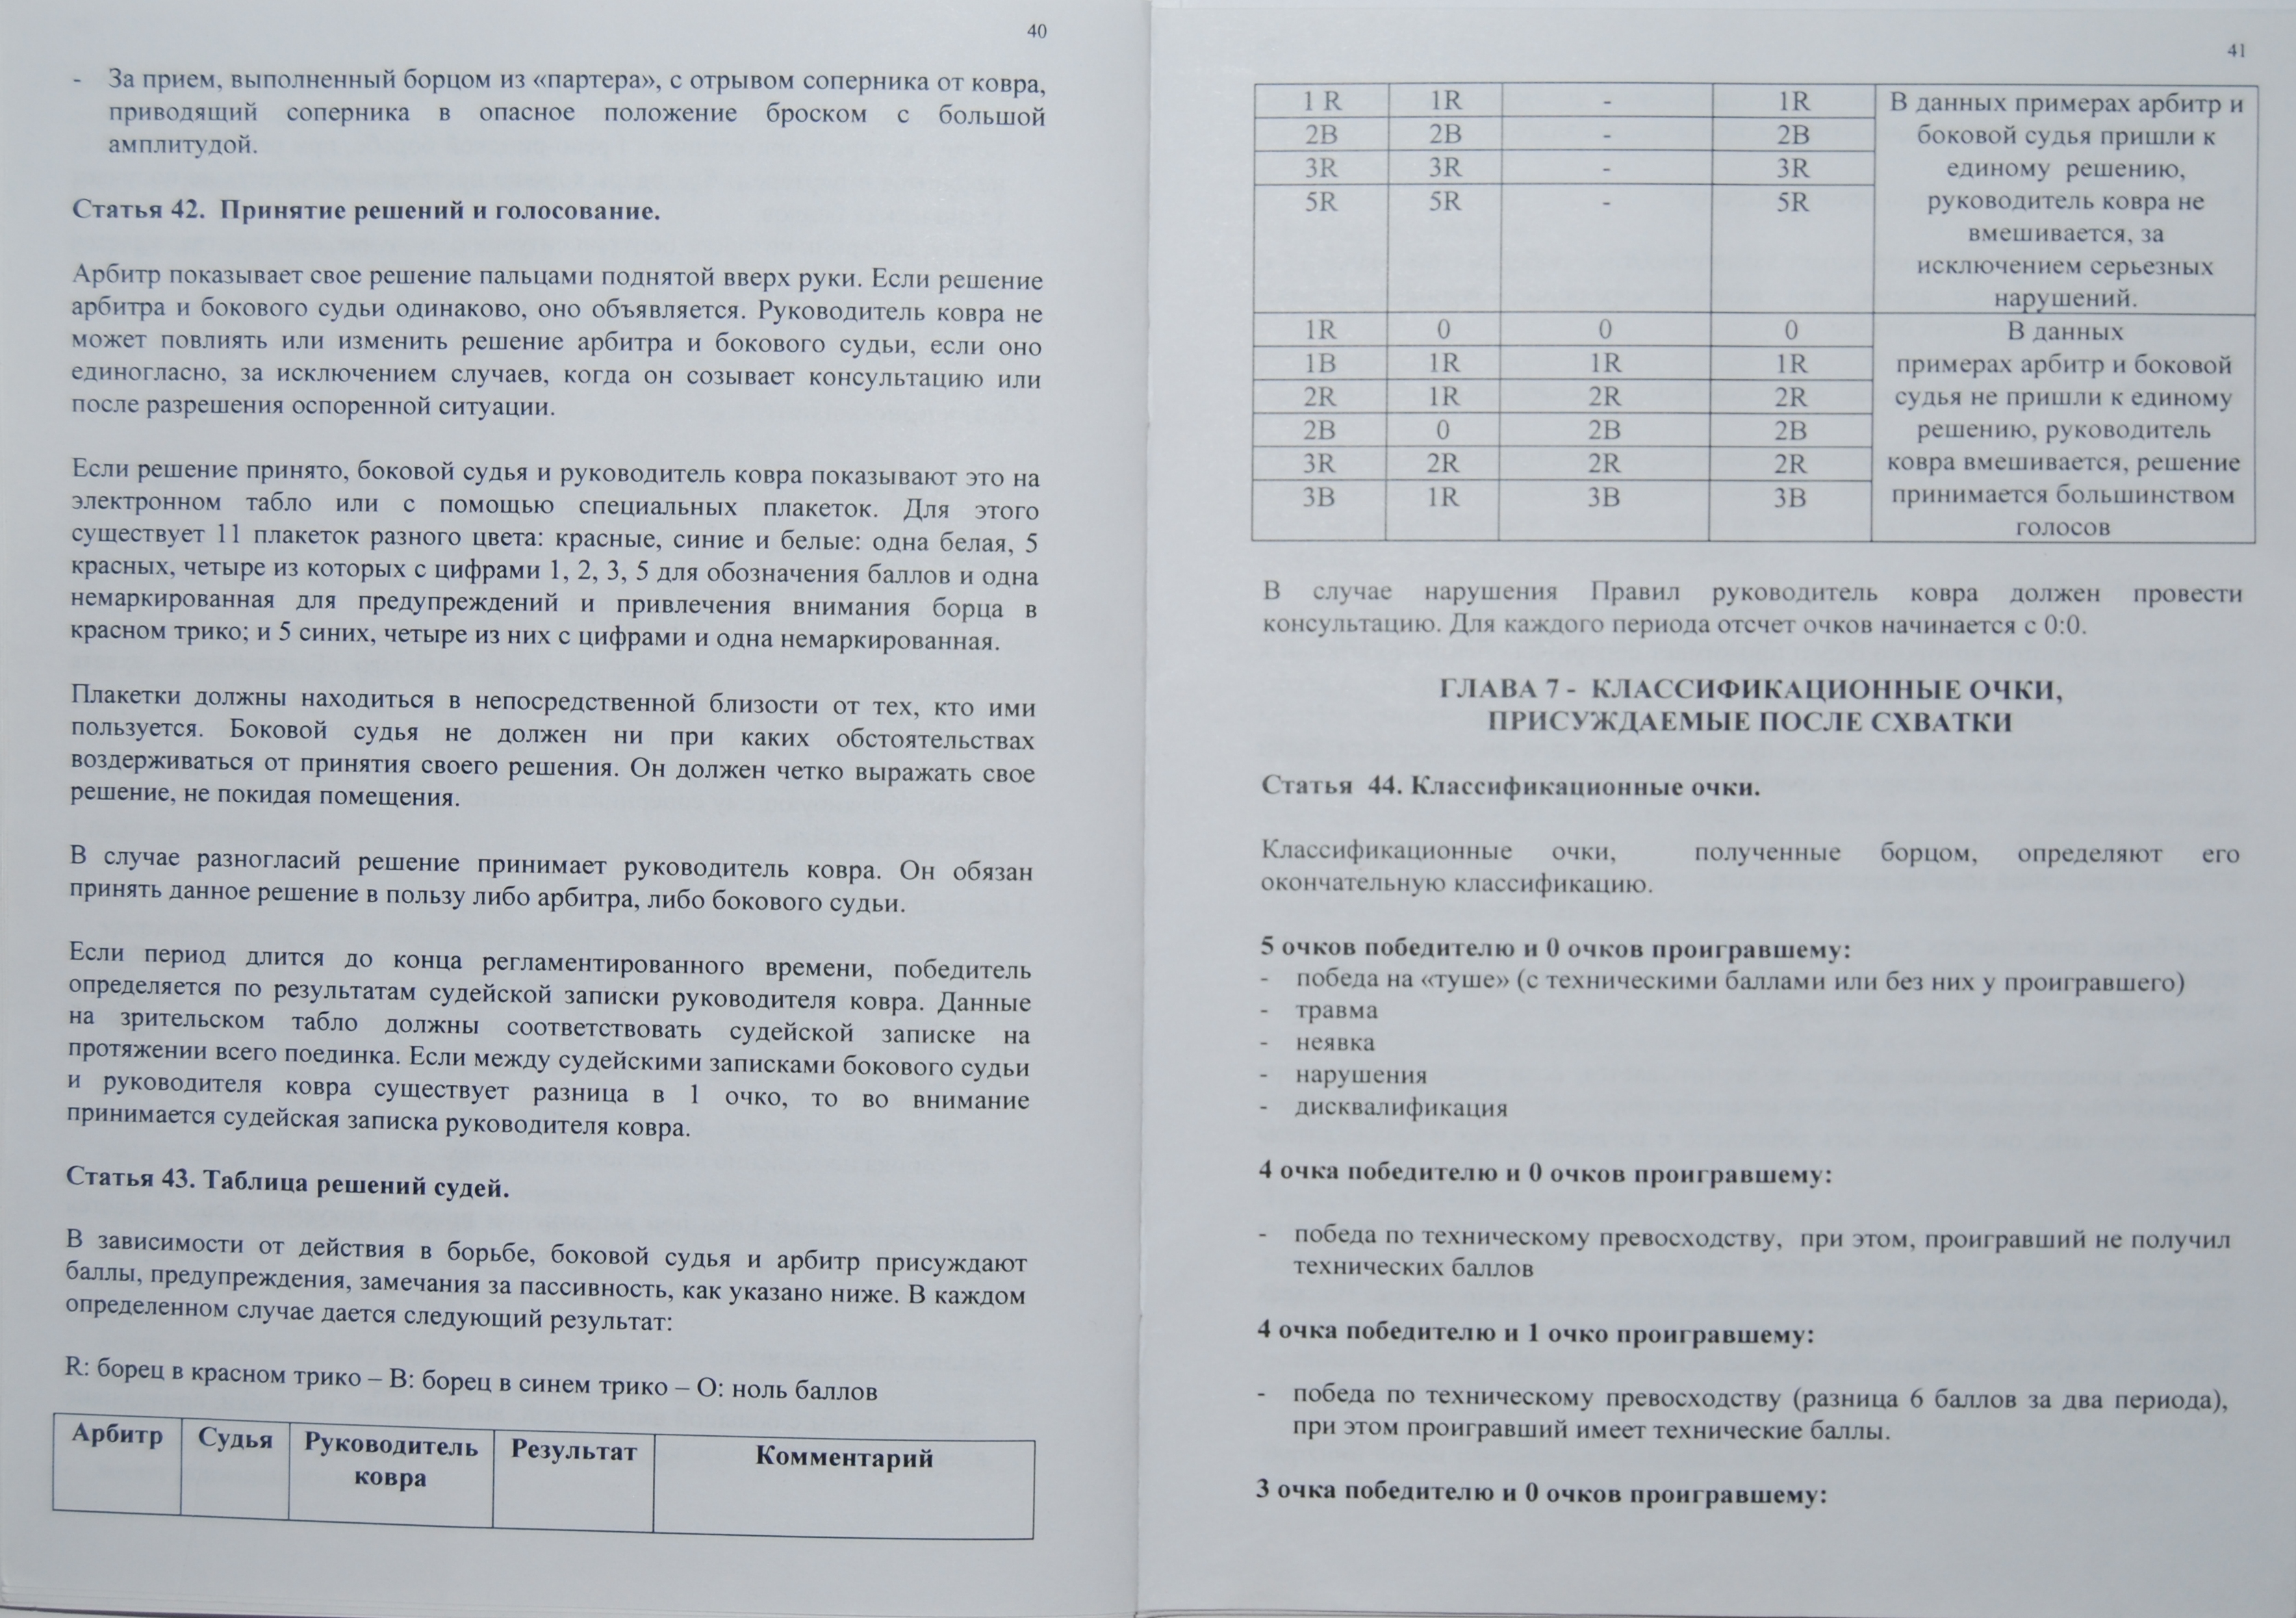 40
- За прием, выполненный борцом из «партера», с отрывом соперника от ковра,
приводящий соперника в опасное положение броском с большой
амплитудой.
Статья 42. Принятие решений и голосование.
Арбитр показывает свое решение пальцами поднятой вверх руки. Если решение
арбитра и бокового судьи одинаково, оно объявляется. Руководитель ковра не
может повлиять или изменить решение арбитра и бокового судьи, если оно
единогласно, за исключением случаев, когда он созывает консультацию или
после разрешения оспоренной ситуации.
Если решение принято, боковой судья и руководитель ковра показывают это на
электронном табло или с помощью специальных плакеток. Для этого
существует 11 плакеток разного цвета: красные, синие и белые: одна белая, 5
красных, четыре из которых с цифрами 1, 2, 3, 5 для обозначения баллов и одна
немаркированная для предупреждений и привлечения внимания борца в
красном трико; и 5 синих, четыре из них с цифрами и одна немаркированная.
Плакетки должны находиться в непосредственной близости от тех, кто ими
пользуется. Боковой судья не должен ни при каких обстоятельствах
воздерживаться от принятия своего решения. Он должен четко выражать свое
решение, не покидая помещения.
В случае разногласий решение принимает руководитель ковра. Он обязан
принять данное решение в пользу либо арбитра, либо бокового судьи.
Если период длится до конца регламентированного времени, победитель
определяется по результатам судейской записки руководителя ковра. Данные
на зрительском табло должны соответствовать судейской записке на
протяжении всего поединка. Если между судейскими записками бокового судьи
и руководителя ковра существует разница в 1 очко, то во внимание
принимается судейская записка руководителя ковра.
Статья 43. Таблица решений судей.
В зависимости от действия в борьбе, боковой судья и арбитр присуждают
баллы, предупреждения, замечания за пассивность, как указано ниже. В каждом
определенном случае дается следующий результат:
R: борец в красном трико – В: борец в синем трико – О: ноль баллов
Арбитр Судья Руководитель Результат Комментарий
ковра
41
1 R 1R - 1R В данных примерах арбитр и
2B 2B - 2B боковой судья пришли к
3R 3R - 3R единому решению,
5R 5R - 5R руководитель ковра не
вмешивается, за
исключением серьезных
нарушений.
1R 0 0 0 В данных
1B 1R 1R 1R примерах арбитр и боковой
2R 1R 2R 2R судья не пришли к единому
2B 0 2B 2B решению, руководитель
3R 2R 2R 2R ковра вмешивается, решение
3B 1R 3B 3B принимается большинством
голосов
В случае нарушения Правил руководитель ковра должен провести
консультацию. Для каждого периода отсчет очков начинается с 0:0.
ГЛАВА 7 - КЛАССИФИКАЦИОННЫЕ ОЧКИ,
ПРИСУЖДАЕМЫЕ ПОСЛЕ СХВАТКИ
Статья 44. Классификационные очки.
Классификационные очки, полученные борцом, определяют его
окончательную классификацию.
5 очков победителю и 0 очков проигравшему:
- победа на «туше» (с техническими баллами или без них у проигравшего)
- травма
- неявка
- нарушения
- дисквалификация
4 очка победителю и 0 очков проигравшему:
- победа по техническому превосходству, при этом, проигравший не получил
технических баллов
4 очка победителю и 1 очко проигравшему:
- победа по техническому превосходству (разница 6 баллов за два периода),
при этом проигравший имеет технические баллы.
3 очка победителю и 0 очков проигравшему: